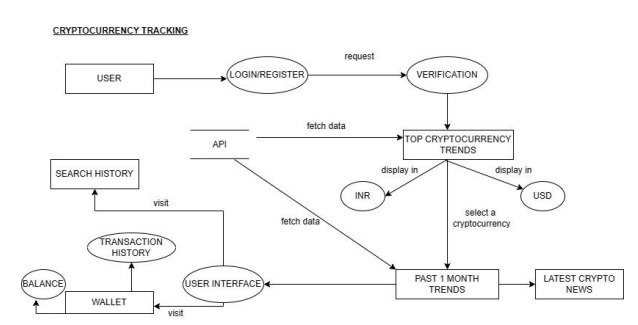 CRYPTOCURRENCY TRACKING
request
USER
LOGIN/REGISTER
VERIFICATION
fetch data
API
TOP CRYPTOCURRENCY
TRENDS
display in
display in
SEARCH HISTORY
INR
USD
visit
select a
cryptocurrency
fetch data
TRANSACTION
HISTORY
BALANCE
USER INTERFACE
PAST 1 MONTH
TRENDS
LATEST CRYPTO
NEWS
WALLET
visit